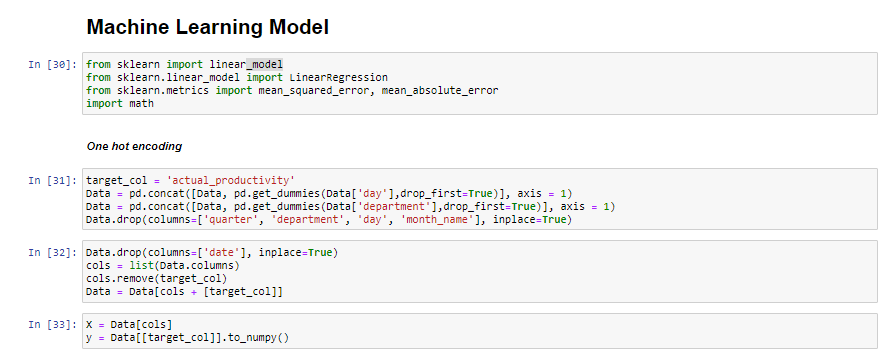 Machine Learning Model
In [30]: from sklearn import linear_model
from sklearn.linear_model import LinearRegression
from sklearn.metrics import mean_squared_error, mean_absolute_error
import math
One hot encoding
In [31]: target_col = 'actual_productivity'
Data = pd.concat([Data, pd.get_dummies(Data['day'],drop_first=True)], axis = 1)
Data = pd.concat([Data, pd.get_dummies(Data['department'],drop_first=True)], axis = 1)
Data.drop(columns=['quarter', 'department', 'day', 'month_name'], inplace=True)
In [32]: Data.drop(columns=['date'], inplace=True)
cols = list(Data.columns)
cols.remove(target_col)
Data = Data[cols + [target_col]]
In [33]: X = Data[cols]
y = Data[[target_col]].to_numpy()